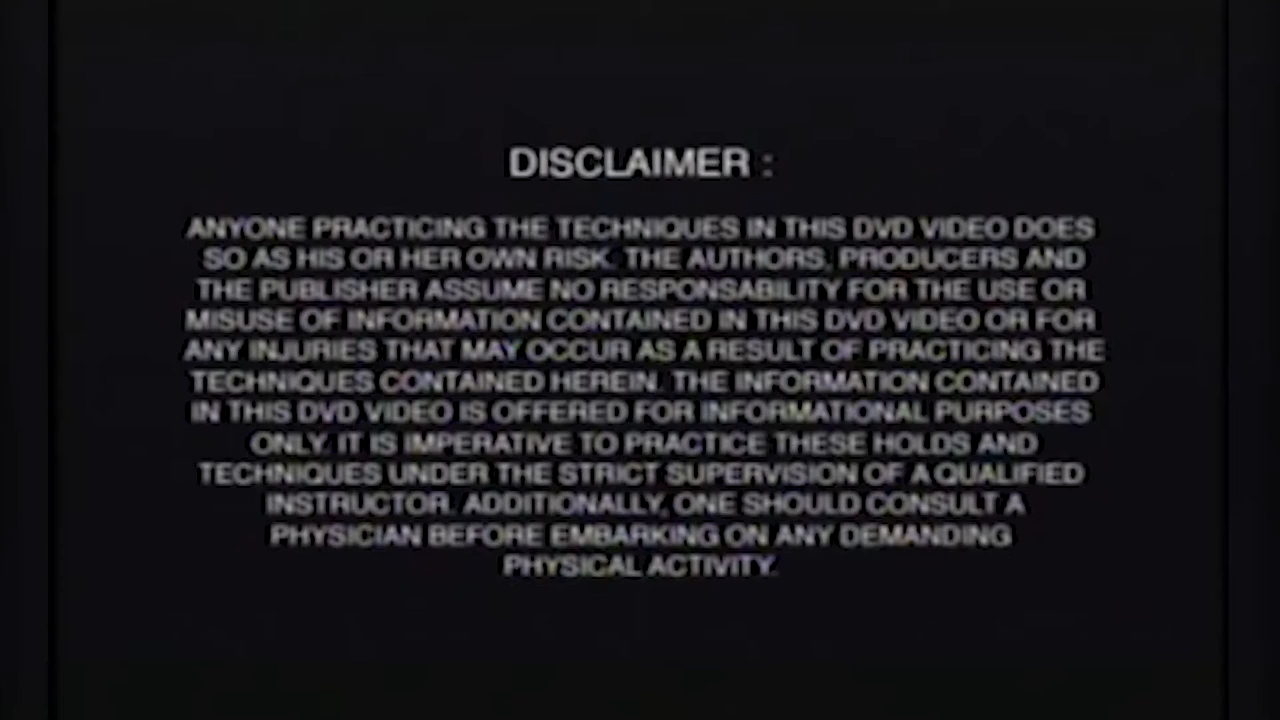 DISCLAIMER :
ANYONE PRACTICING THE TECHNIQUES IN THIS DVD VIDEO DOES
SO AS HIS OR HER OWN RISK. THE AUTHORS, PRODUCERS AND
THE PUBLISHER ASSUME NO RESPONSABILITY FOR THE USE OR
MISUSE OF INFORMATION CONTAINED IN THIS DVD VIDEO OR FOR
ANY INJURIES THAT MAY OCCUR AS A RESULT OF PRACTICING THE
TECHNIQUES CONTAINED HEREIN. THE INFORMATION CONTAINED
IN THIS DVD VIDEO IS OFFERED FOR INFORMATIONAL PURPOSES
ONLY. IT IS IMPERATIVE TO PRACTICE THESE HOLDS AND
TECHNIQUES UNDER THE STRICT SUPERVISION OF A QUALIFIED
INSTRUCTOR. ADDITIONALLY, ONE SHOULD CONSULT A
PHYSICIAN BEFORE EMBARKING ON ANY DEMANDING
PHYSICAL ACTIVITY.